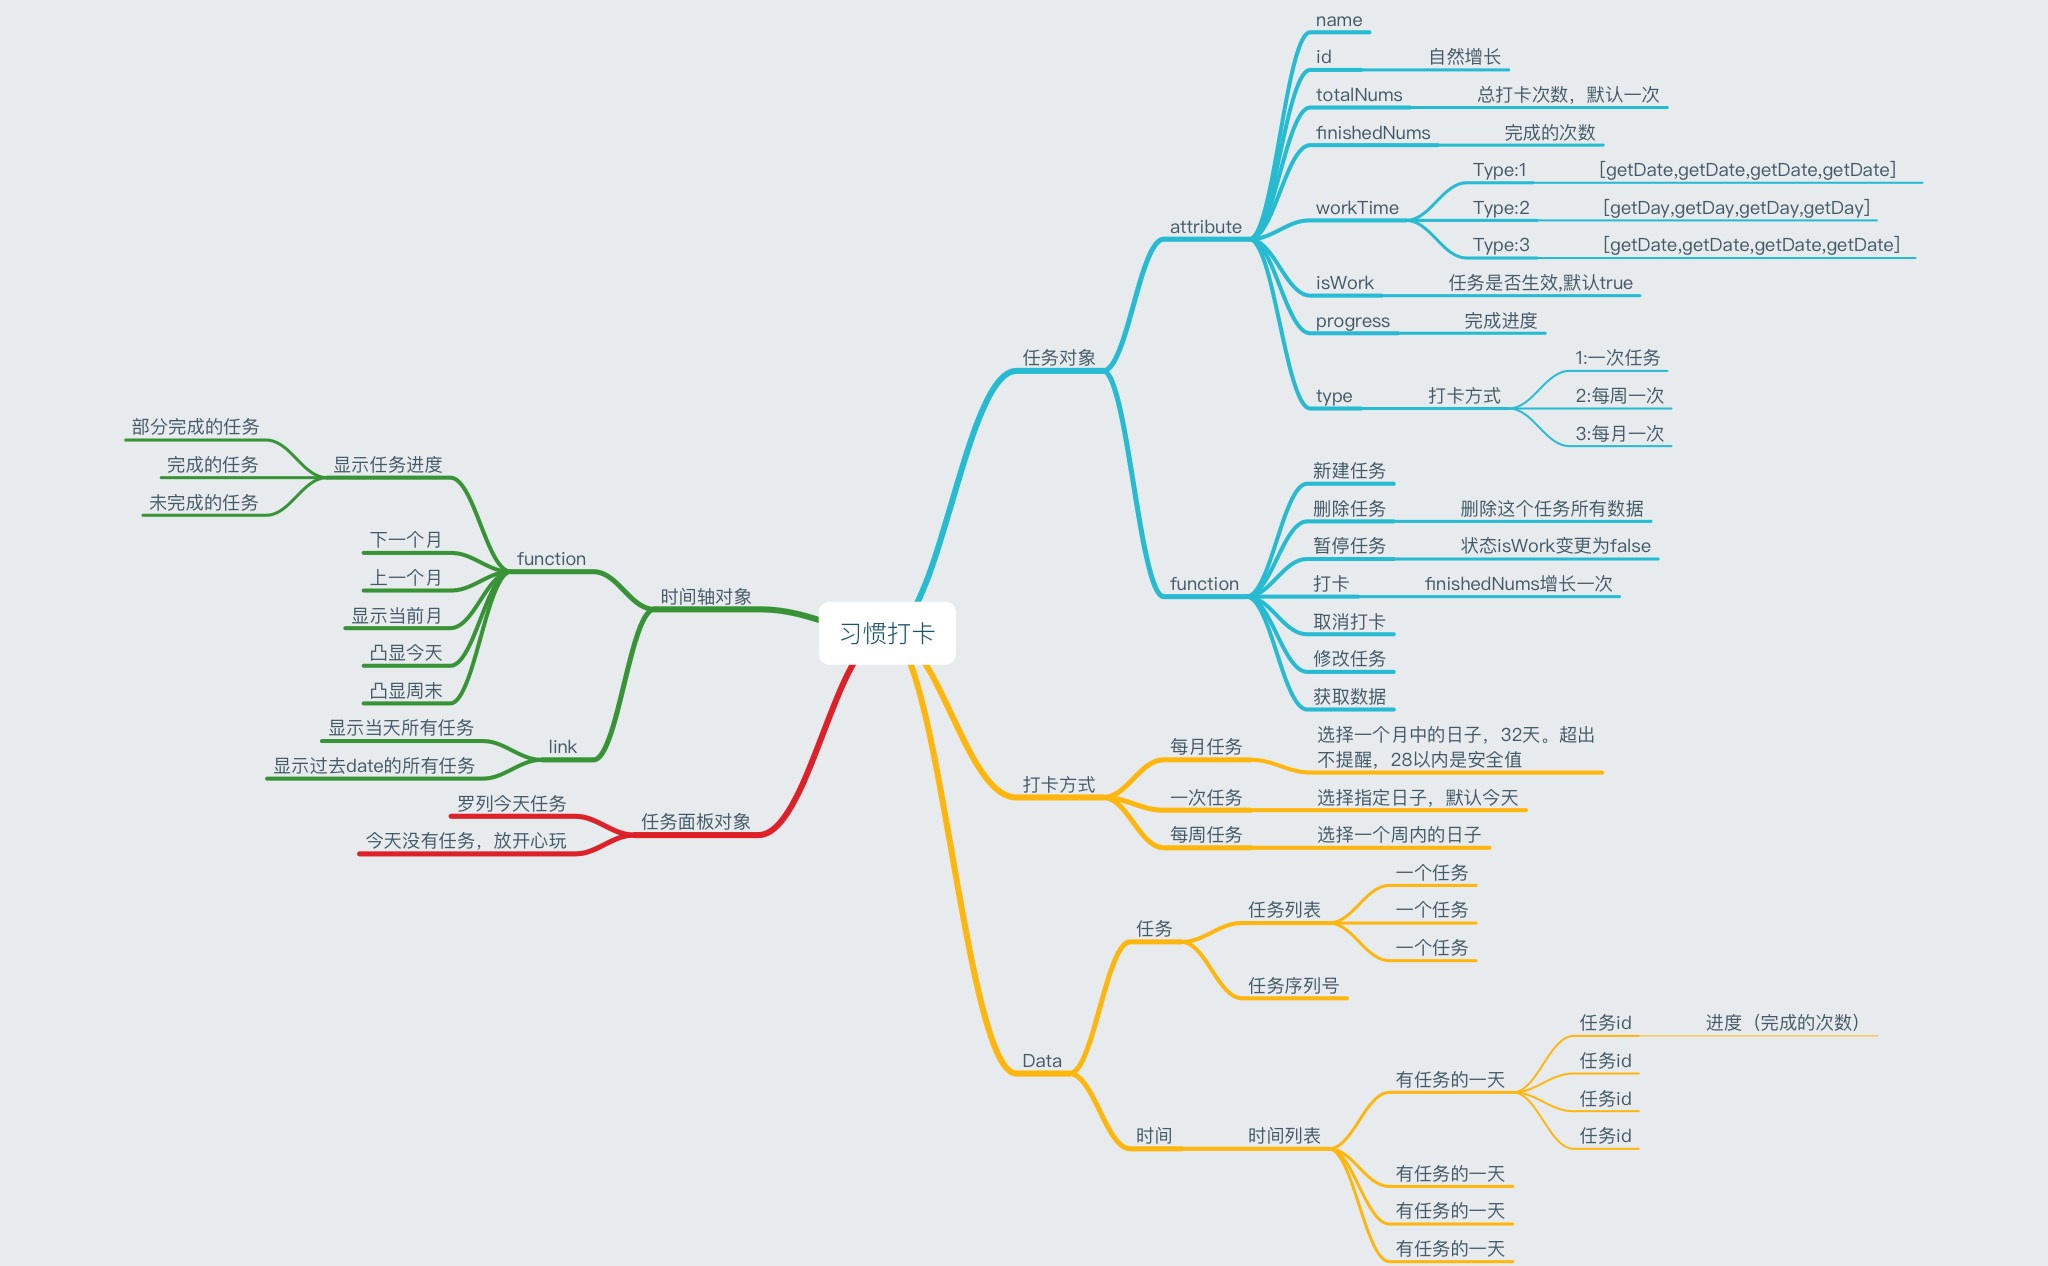 习惯打卡
任务对象
attribute
name
id
自然增长
totalNums
总打卡次数，默认一次
finishedNums
完成的次数
workTime
Type:1
[getDate,getDate,getDate,getDate]
Type:2
[getDay,getDay,getDay,getDay]
Type:3
[getDate,getDate,getDate,getDate]
isWork
任务是否生效,默认true
progress
完成进度
type
打卡方式
1:一次任务
2:每周一次
3:每月一次
function
新建任务
删除任务
删除这个任务所有数据
暂停任务
状态isWork变更为false
打卡
finishedNums增长一次
取消打卡
修改任务
获取数据
打卡方式
每月任务
选择一个月中的日子，32天。超出
不提醒，28以内是安全值
一次任务
选择指定日子，默认今天
每周任务
选择一个周内的日子
Data
任务
任务列表
一个任务
一个任务
一个任务
任务序列号
时间
时间列表
有任务的一天
任务id
进度（完成的次数）
任务id
任务id
任务id
有任务的一天
有任务的一天
有任务的一天
时间轴对象
function
显示任务进度
部分完成的任务
完成的任务
未完成的任务
下一个月
上一个月
显示当前月
凸显今天
凸显周末
link
显示当天所有任务
显示过去date的所有任务
任务面板对象
罗列今天任务
今天没有任务，放开心玩